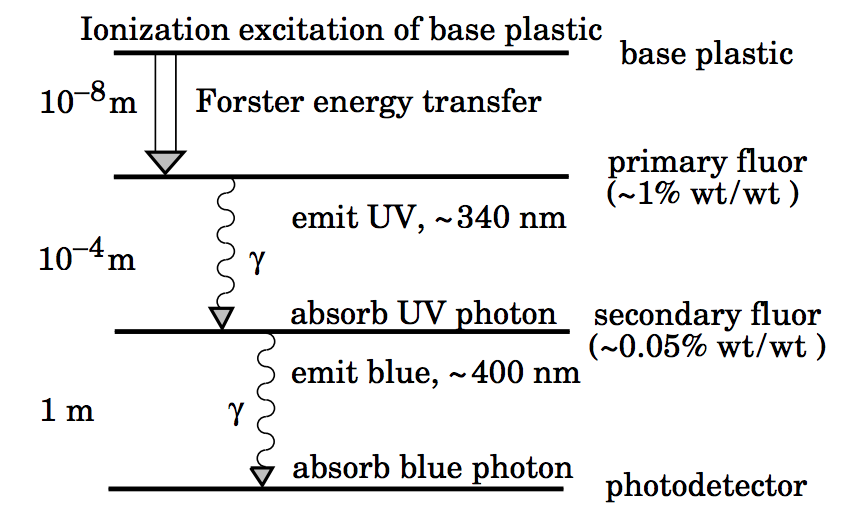 Ionization excitation of base plastic
base plastic
10⁻⁸ m
Forster energy transfer
primary fluor
(~1% wt/wt )
emit UV, ~340 nm
10⁻⁴ m
γ
absorb UV photon
secondary fluor
(~0.05% wt/wt )
emit blue, ~400 nm
1 m
γ
absorb blue photon
photodetector